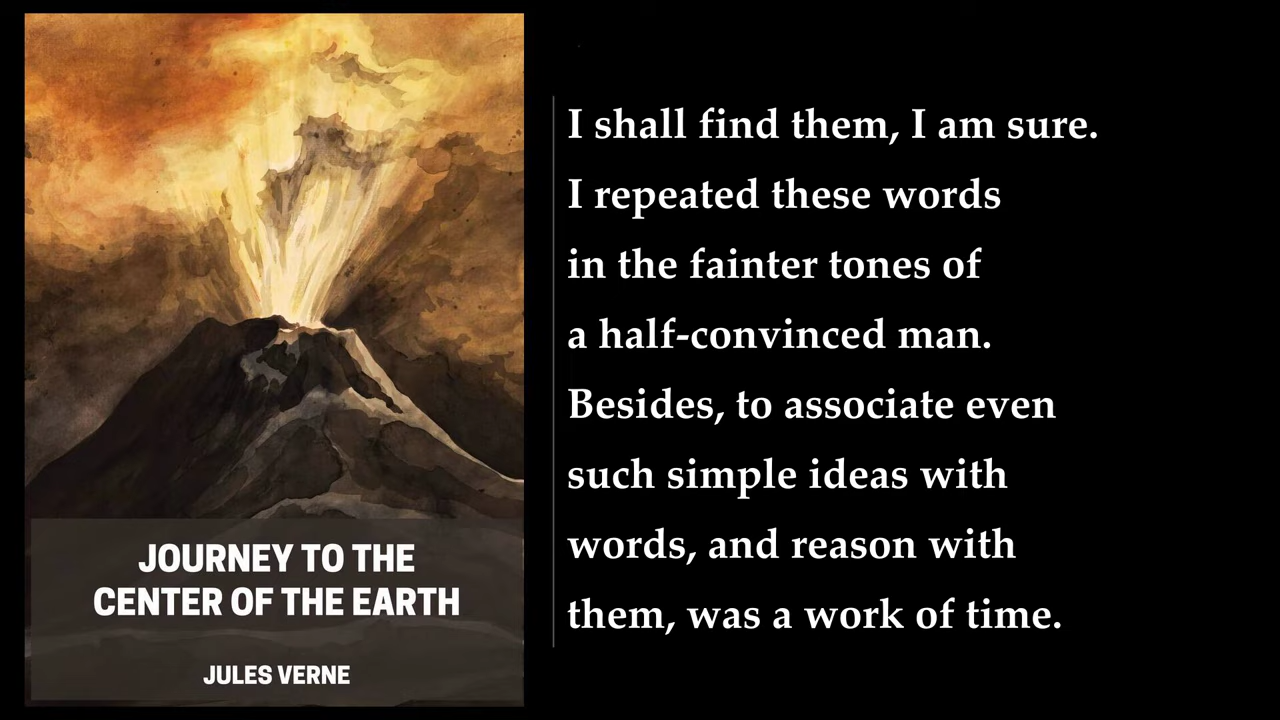 JOURNEY TO THE
CENTER OF THE EARTH
JULES VERNE
I shall find them, I am sure.
I repeated these words
in the fainter tones of
a half-convinced man.
Besides, to associate even
such simple ideas with
words, and reason with
them, was a work of time.